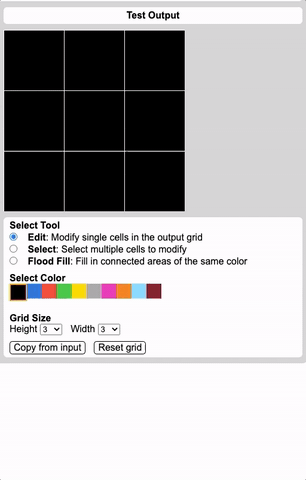 Test Output
Select Tool
Edit: Modify single cells in the output grid
Select: Select multiple cells to modify
Flood Fill: Fill in connected areas of the same color
Select Color
Grid Size
Height 3 Width 3
Copy from input Reset grid